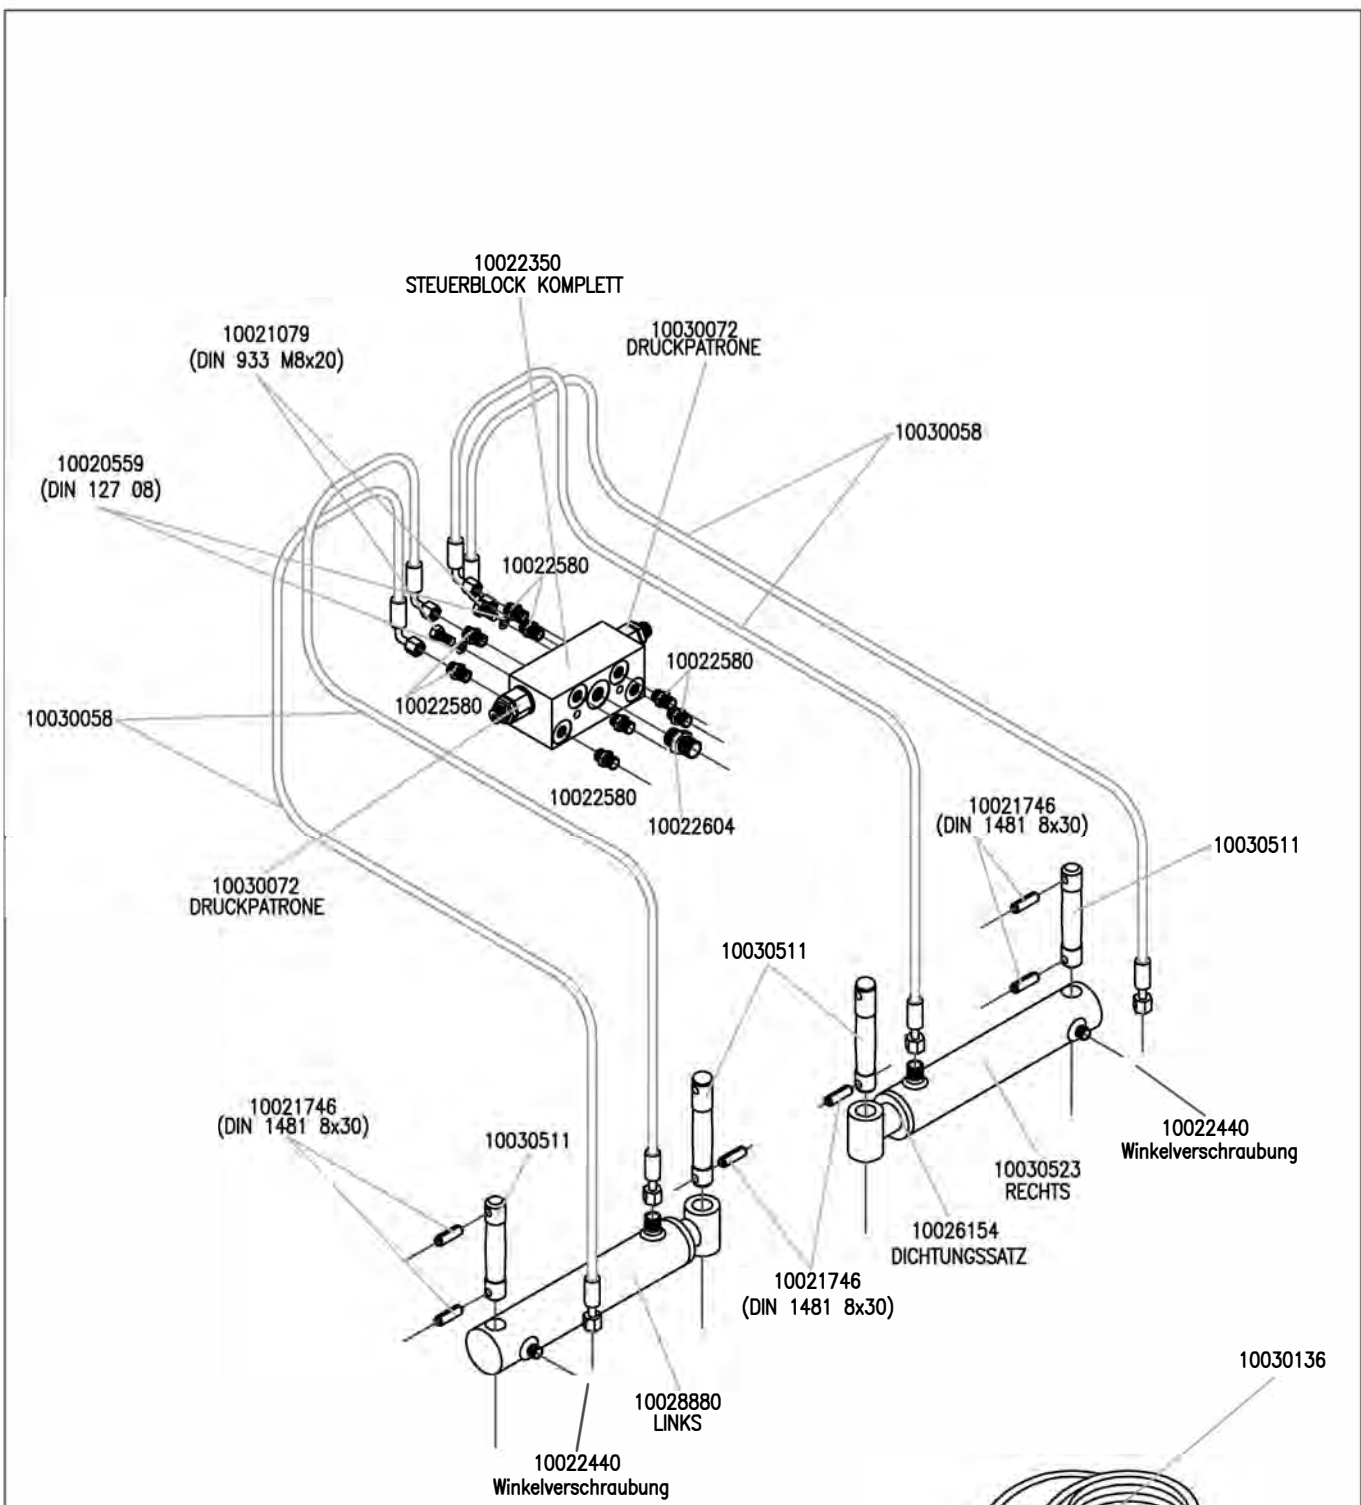 10022350
STEUERBLOCK KOMPLETT
10021079
(DIN 933 M8x20)
10030072
DRUCKPATRONE
10030058
10020559
(DIN 127 08)
10022580
10022580
10022580
10030058
10022580
10022604
10021746
(DIN 1481 8x30)
10030511
10030072
DRUCKPATRONE
10030511
10021746
(DIN 1481 8x30)
10030511
10022440
Winkelverschraubung
10030523
RECHTS
10026154
DICHTUNGSSATZ
10021746
(DIN 1481 8x30)
10030136
10028880
LINKS
10022440
Winkelverschraubung